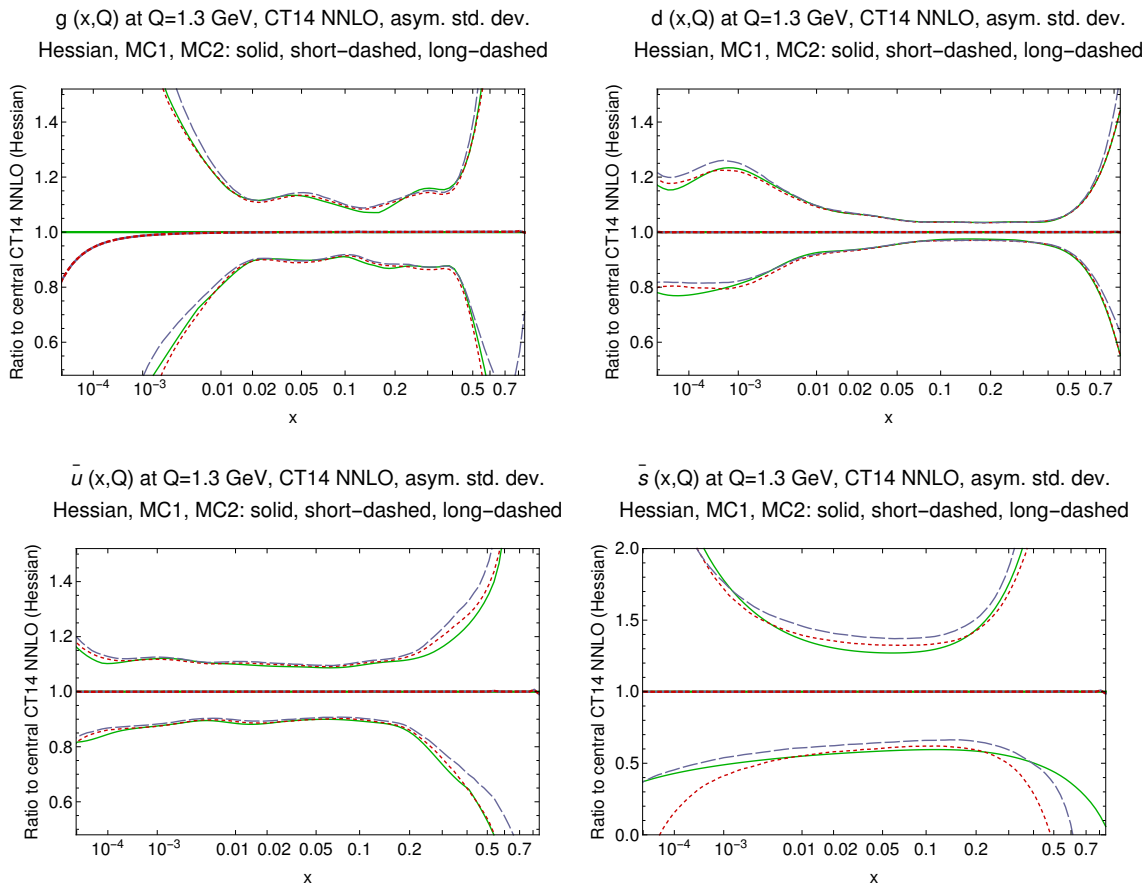 g (x,Q) at Q=1.3 GeV, CT14 NNLO, asym. std. dev.
Hessian, MC1, MC2: solid, short−dashed, long−dashed
Ratio to central CT14 NNLO (Hessian)
1.4
1.2
1.0
0.8
0.6
10⁻⁴ 10⁻³ 0.01 0.02 0.05 0.1 0.2 0.5 0.7
x
d (x,Q) at Q=1.3 GeV, CT14 NNLO, asym. std. dev.
Hessian, MC1, MC2: solid, short−dashed, long−dashed
Ratio to central CT14 NNLO (Hessian)
1.4
1.2
1.0
0.8
0.6
10⁻⁴ 10⁻³ 0.01 0.02 0.05 0.1 0.2 0.5 0.7
x
ū (x,Q) at Q=1.3 GeV, CT14 NNLO, asym. std. dev.
Hessian, MC1, MC2: solid, short−dashed, long−dashed
Ratio to central CT14 NNLO (Hessian)
1.4
1.2
1.0
0.8
0.6
10⁻⁴ 10⁻³ 0.01 0.02 0.05 0.1 0.2 0.5 0.7
x
s̄ (x,Q) at Q=1.3 GeV, CT14 NNLO, asym. std. dev.
Hessian, MC1, MC2: solid, short−dashed, long−dashed
Ratio to central CT14 NNLO (Hessian)
2.0
1.5
1.0
0.5
0.0
10⁻⁴ 10⁻³ 0.01 0.02 0.05 0.1 0.2 0.5 0.7
x